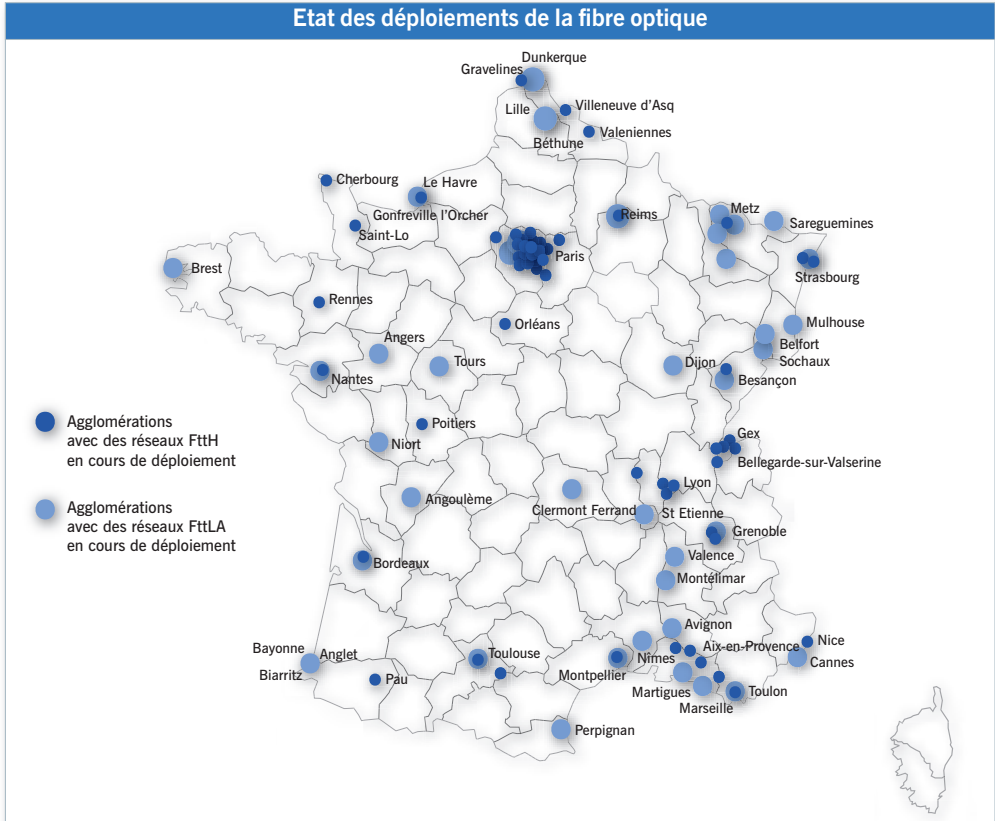 Etat des déploiements de la fibre optique
Dunkerque
Gravelines
Lille
Villeneuve d'Asq
Valeniennes
Béthune
Cherbourg
Le Havre
Gonfreville l'Orcher
Saint-Lo
Reims
Metz
Sareguemines
Paris
Strasbourg
Brest
Rennes
Orléans
Mulhouse
Angers
Belfort
Sochaux
Tours
Dijon
Nantes
Besançon
Agglomérations
avec des réseaux FttH
en cours de déploiement
Poitiers
Niort
Gex
Bellegarde-sur-Valserine
Agglomérations
avec des réseaux FttLA
en cours de déploiement
Angoulème
Lyon
Clermont Ferrand
St Etienne
Grenoble
Bordeaux
Valence
Montélimar
Avignon
Bayonne
Anglet
Biarritz
Toulouse
Aix-en-Provence
Nice
Nîmes
Cannes
Montpellier
Pau
Martigues
Toulon
Marseille
Perpignan